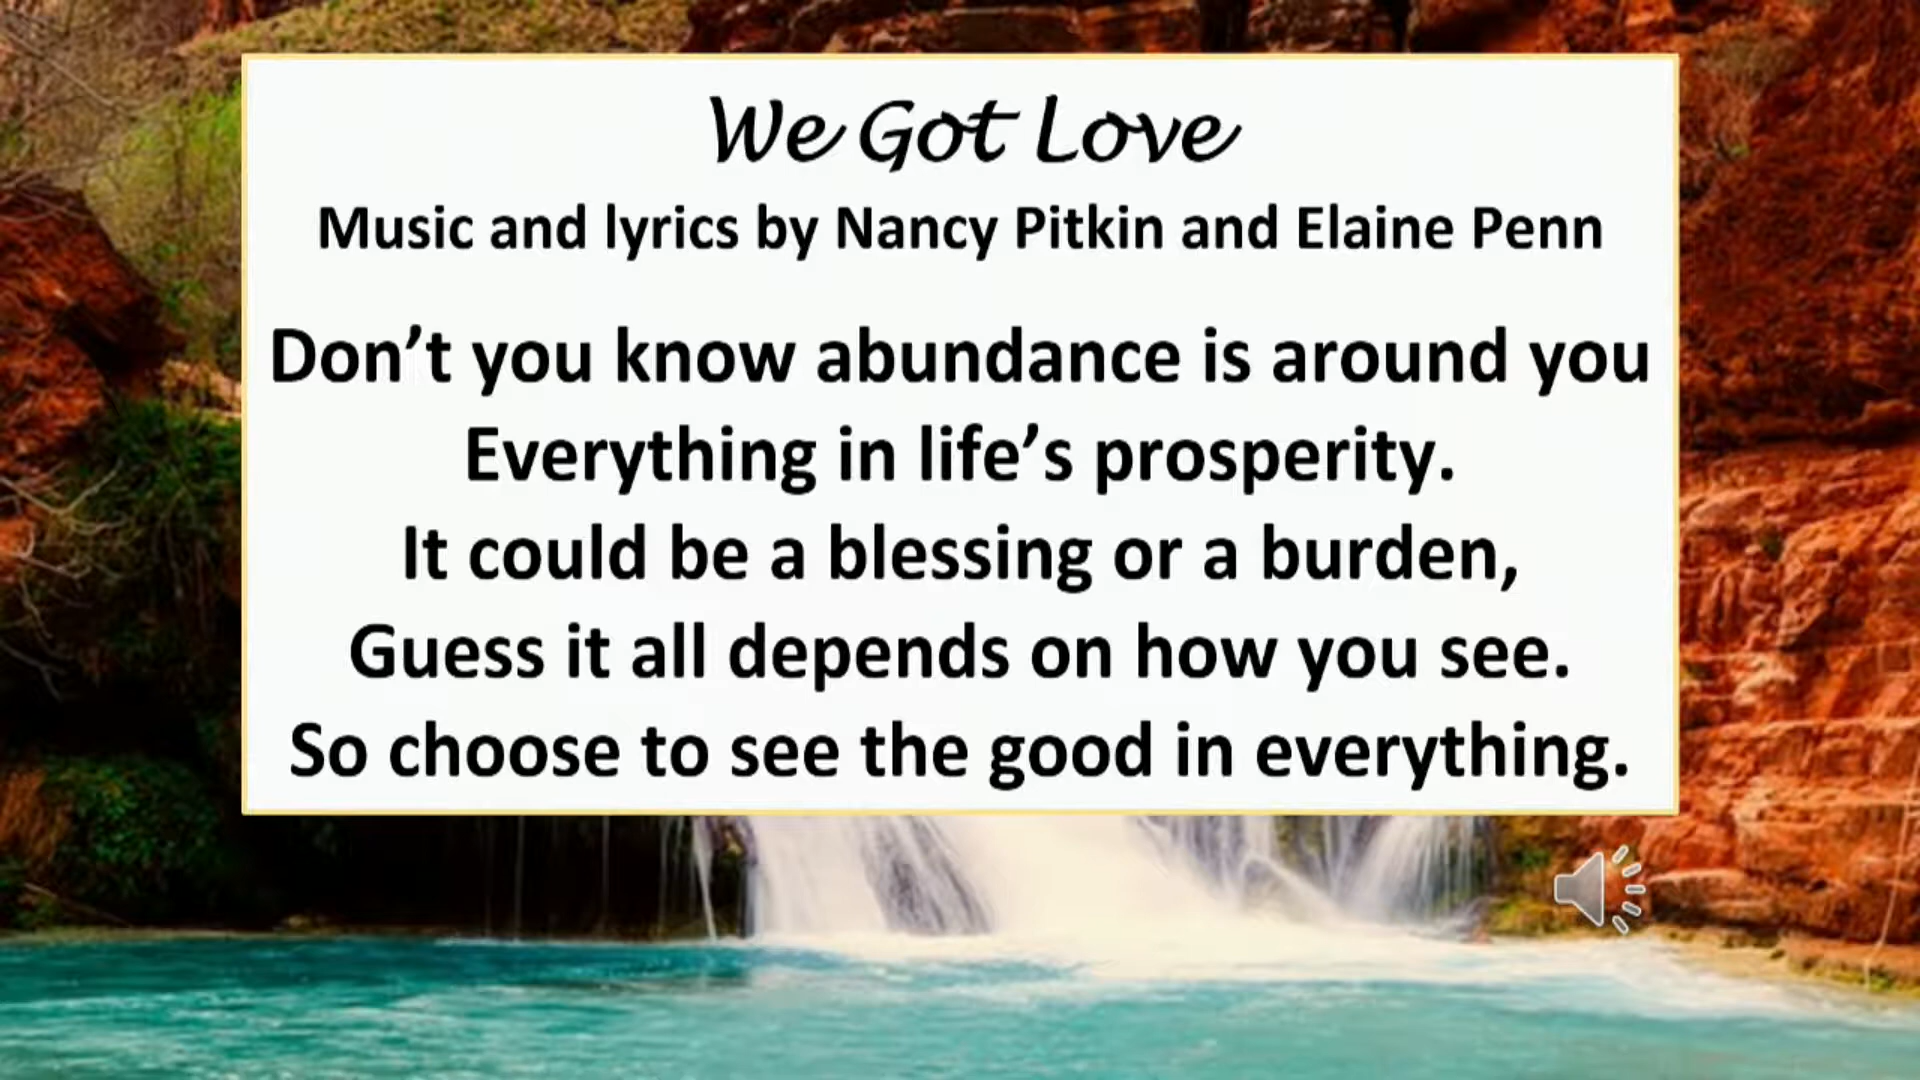 We Got Love
Music and lyrics by Nancy Pitkin and Elaine Penn
Don’t you know abundance is around you
Everything in life’s prosperity.
It could be a blessing or a burden,
Guess it all depends on how you see.
So choose to see the good in everything.